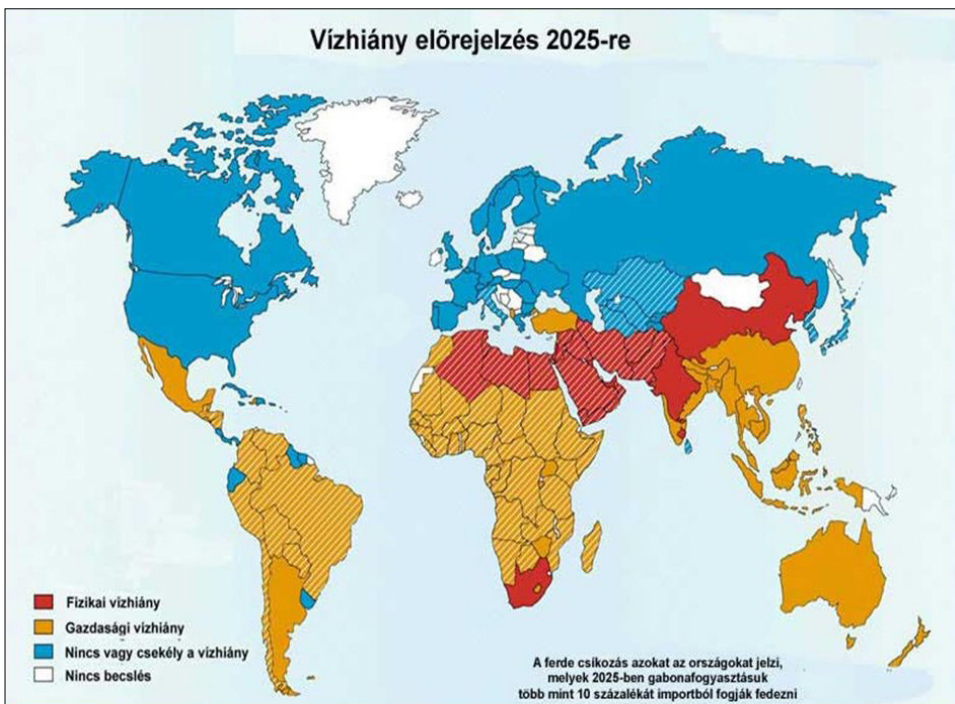 Vízhiány elõrejelzés 2025-re
Fizikai vízhiány
Gazdasági vízhiány
Nincs vagy csekély a vízhiány
Nincs becslés
A ferde csíkozás azokat az országokat jelzi,
melyek 2025-ben gabonafogyasztásuk
több mint 10 százalékát importból fogják fedezni